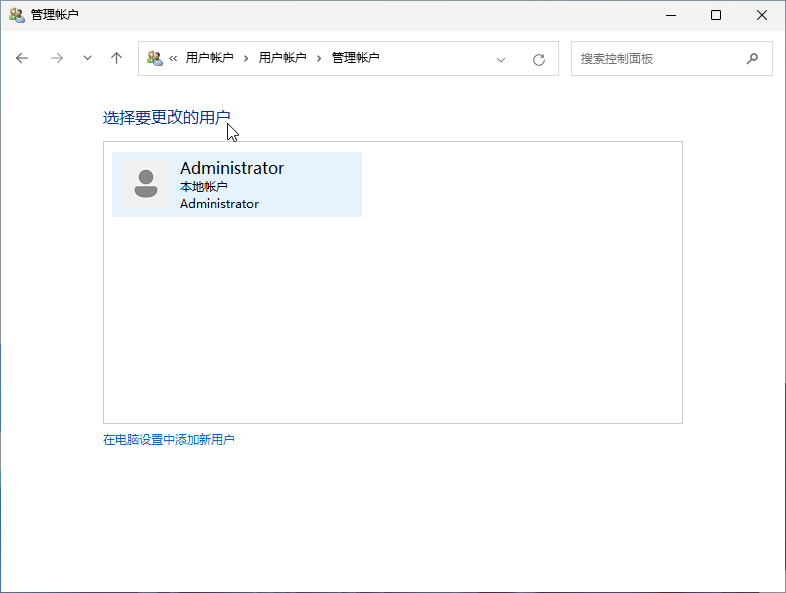 管理帐户
« 用户帐户 › 用户帐户 › 管理帐户
搜索控制面板
选择要更改的用户
Administrator
本地帐户
Administrator
在电脑设置中添加新用户